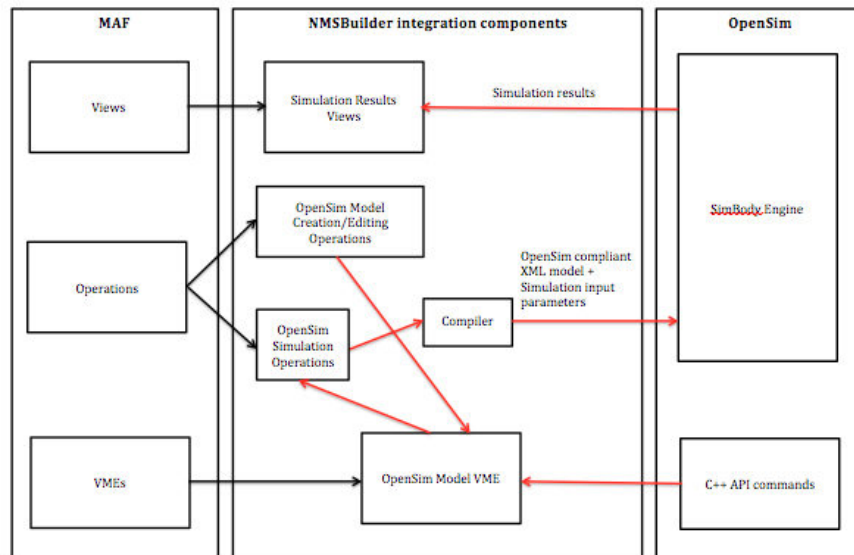 MAF
NMSBuilder integration components
OpenSim
Views
Simulation Results
Views
Simulation results
SimBody Engine
OpenSim Model
Creation/Editing
Operations
OpenSim compliant
XML model +
Simulation input
parameters
Operations
OpenSim
Simulation
Operations
Compiler
VMEs
OpenSim Model VME
C++ API commands